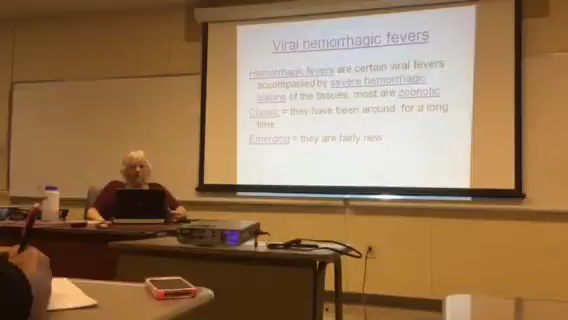 Viral hemorrhagic fevers
Hemorrhagic fevers are certain viral fevers
accompanied by severe hemorrhagic
lesions of the tissues, most are zoonotic
Classic = they have been around for a long
time
Emerging = they are fairly new